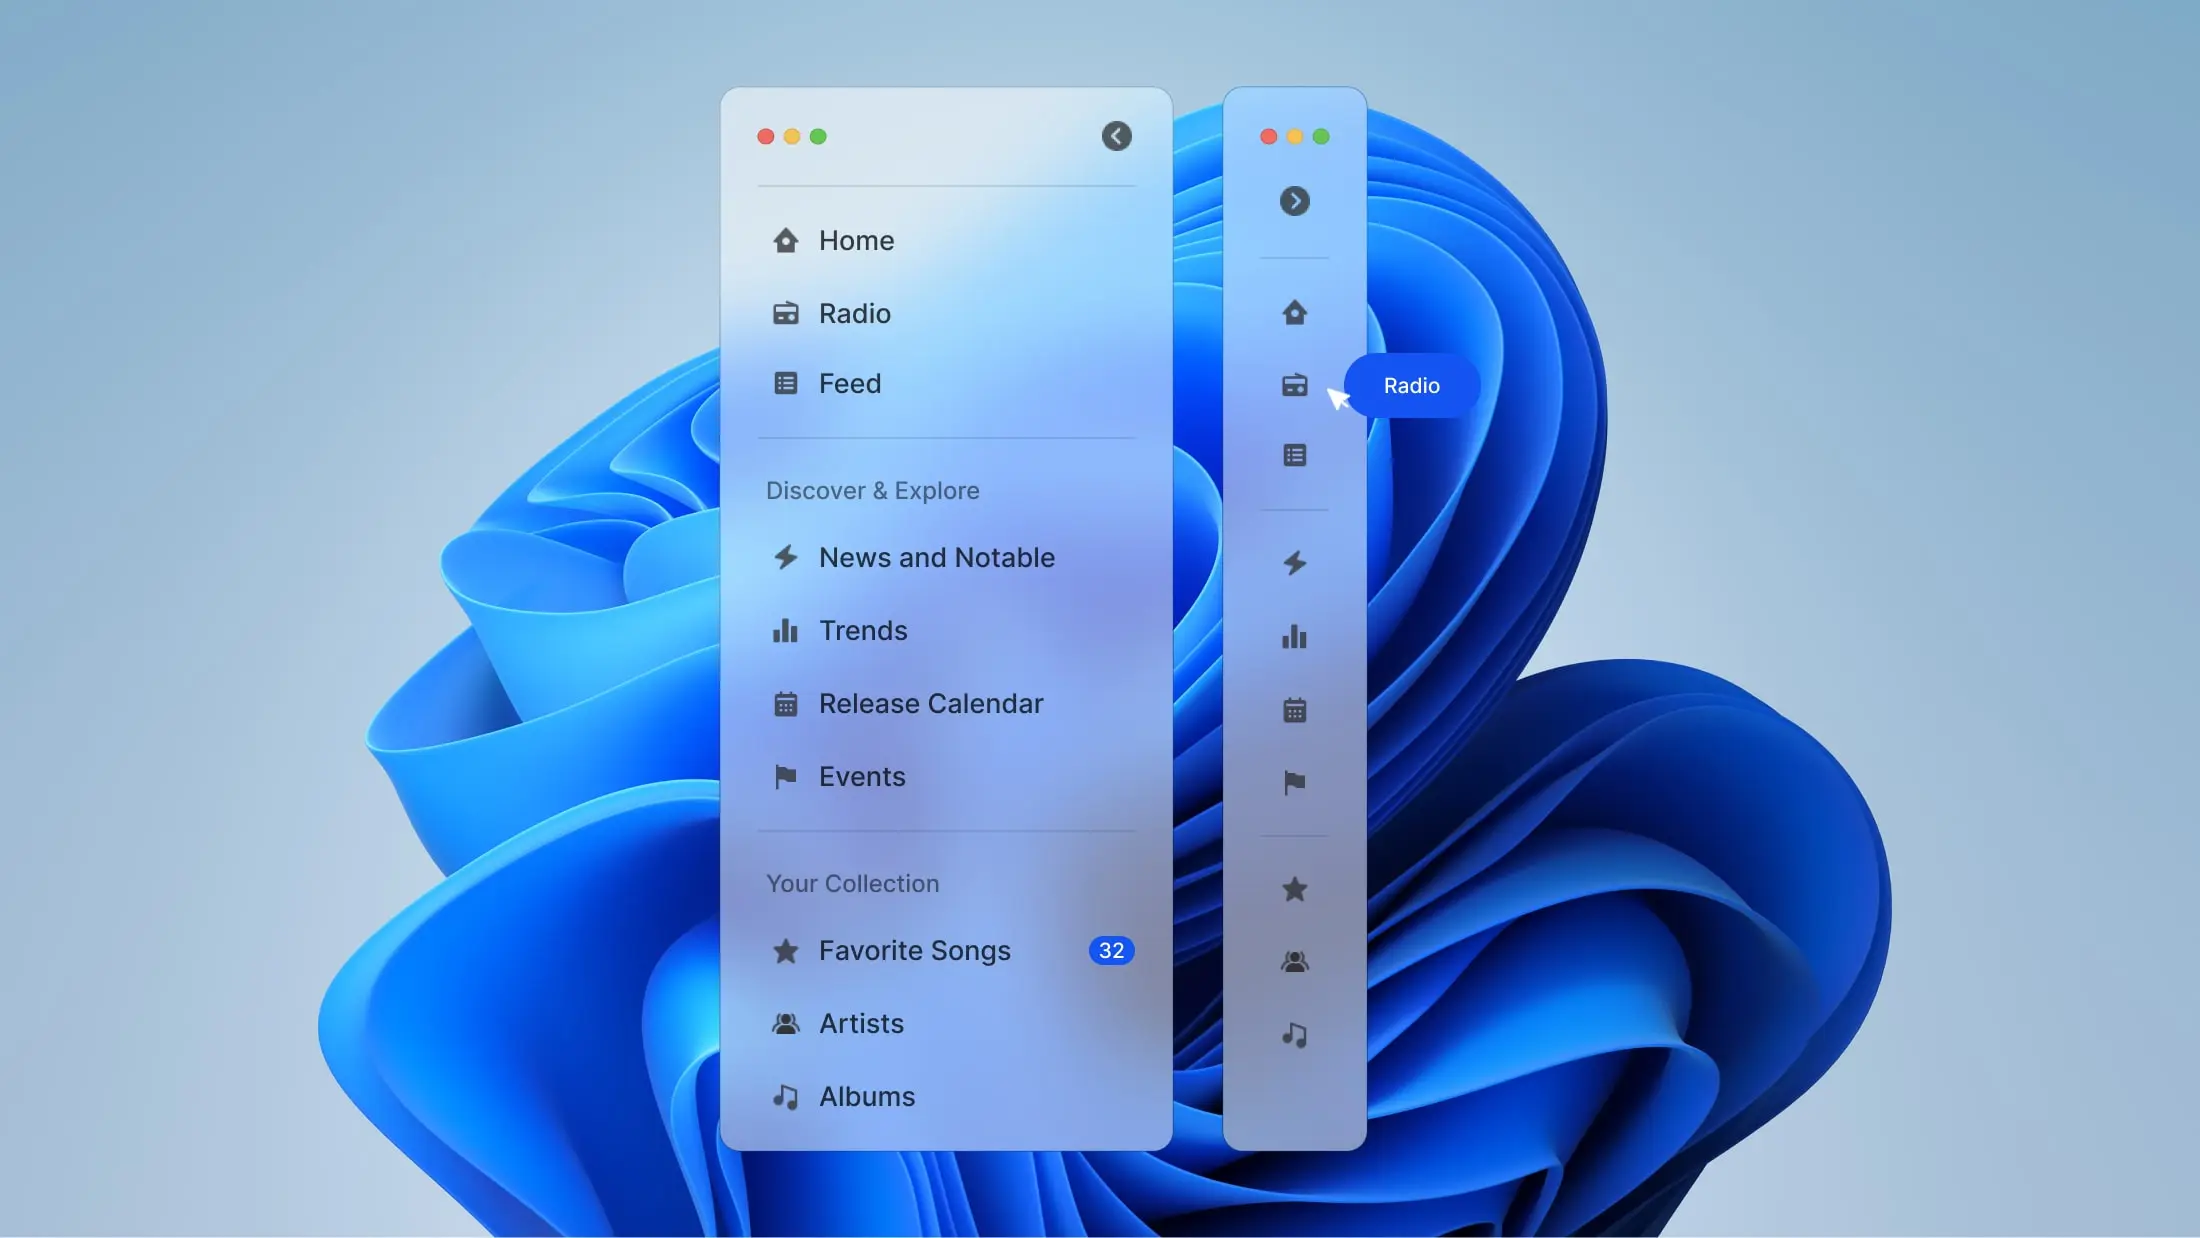 Home
Radio
Feed
Discover & Explore
News and Notable
Trends
Release Calendar
Events
Your Collection
Favorite Songs 32
Artists
Albums
Radio